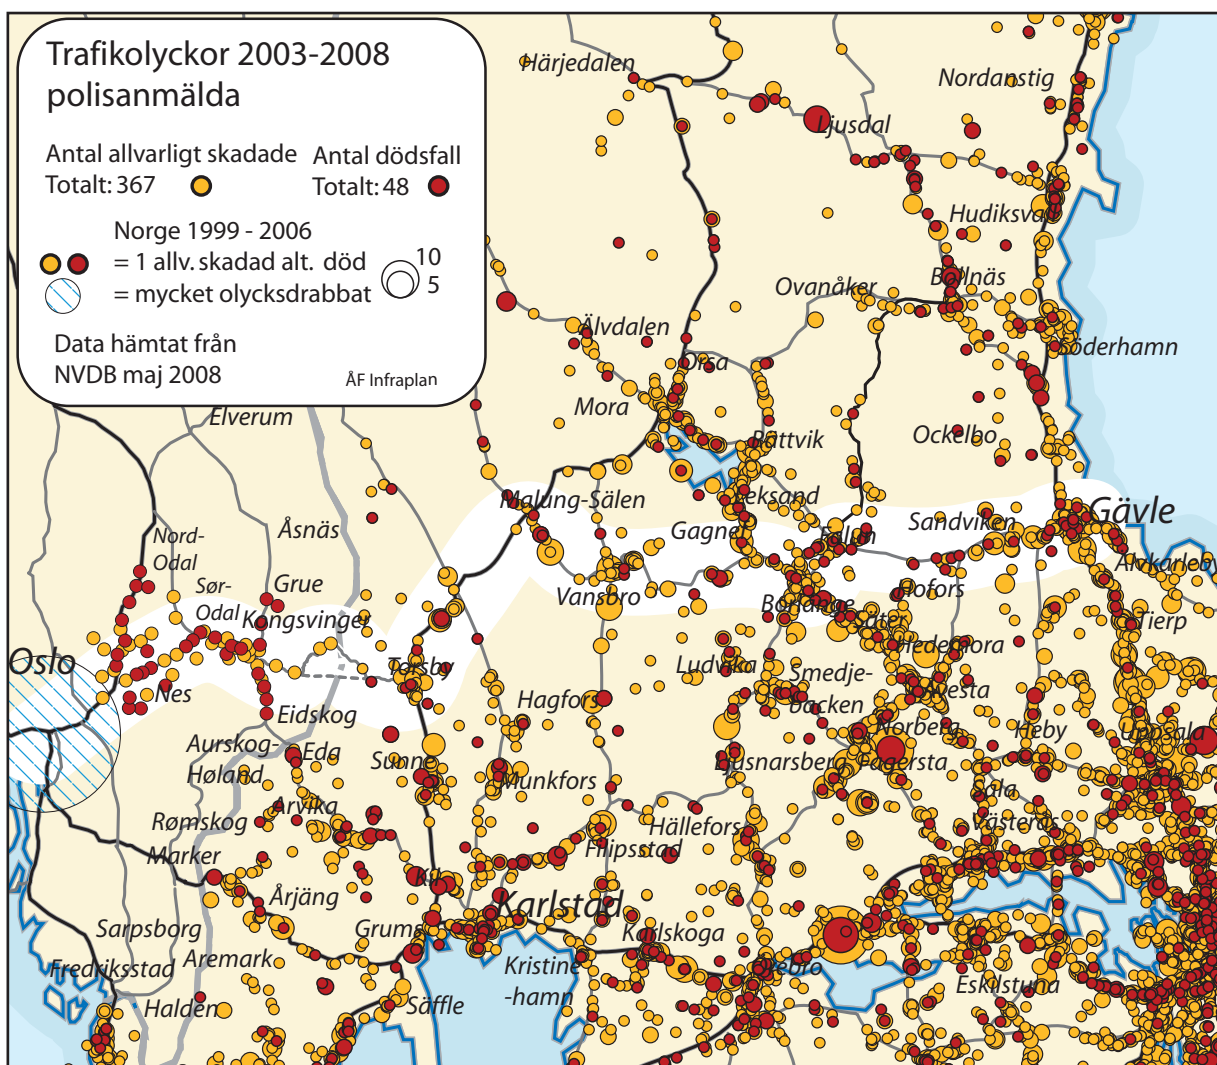 Trafikolyckor 2003-2008
polisanmälda
Antal allvarligt skadade
Totalt: 367
Antal dödsfall
Totalt: 48
Norge 1999 - 2006
= 1 allv. skadad alt. död
= mycket olycksdrabbat
10
5
Data hämtat från
NVDB maj 2008
ÅF Infraplan
Härjedalen
Nordanstig
Ljusdal
Hudiksvall
Bollnäs
Ovanåker
Älvdalen
Söderhamn
Orsa
Mora
Elverum
Rättvik
Ockelbo
Malung-Sälen
Leksand
Gagnef
Sandviken
Gävle
Falun
Nord-
Odal
Åsnäs
Älvkarleby
Sør-
Odal
Grue
Vansbro
Hofors
Borlänge
Kongsvinger
Säter
Tierp
Hedemora
Oslo
Torsby
Ludvika
Smedje-
backen
Avesta
Nes
Hagfors
Eidskog
Norberg
Heby
Uppsala
Aurskog-
Høland
Eda
Sunne
Munkfors
Ljusnarsberg
Fagersta
Sala
Arvika
Rømskog
Hällefors
Västerås
Marker
Filipsstad
Kil
Årjäng
Karlstad
Sarpsborg
Grums
Karlskoga
Fredriksstad
Aremark
Kristine
-hamn
Örebro
Eskilstuna
Halden
Säffle